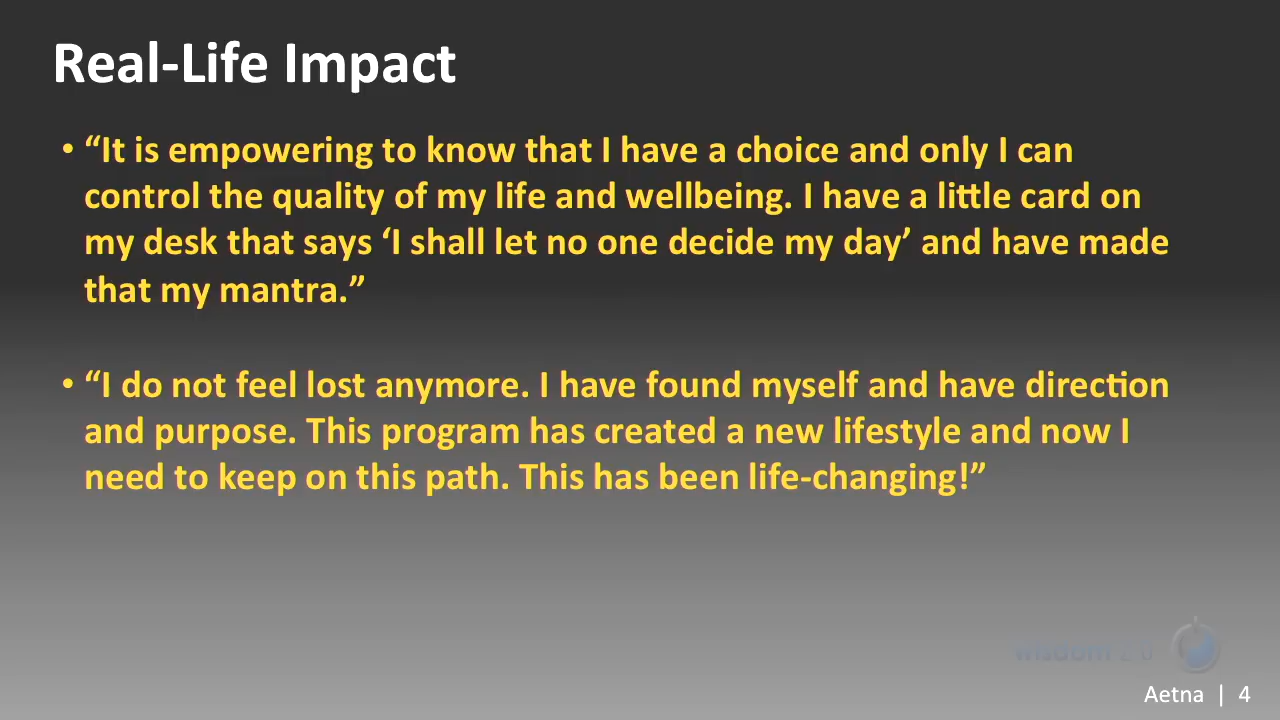 Real-Life Impact
• “It is empowering to know that I have a choice and only I can
control the quality of my life and wellbeing. I have a little card on
my desk that says ‘I shall let no one decide my day’ and have made
that my mantra.”
• “I do not feel lost anymore. I have found myself and have direction
and purpose. This program has created a new lifestyle and now I
need to keep on this path. This has been life-changing!”
wisdom 2.0
Aetna | 4